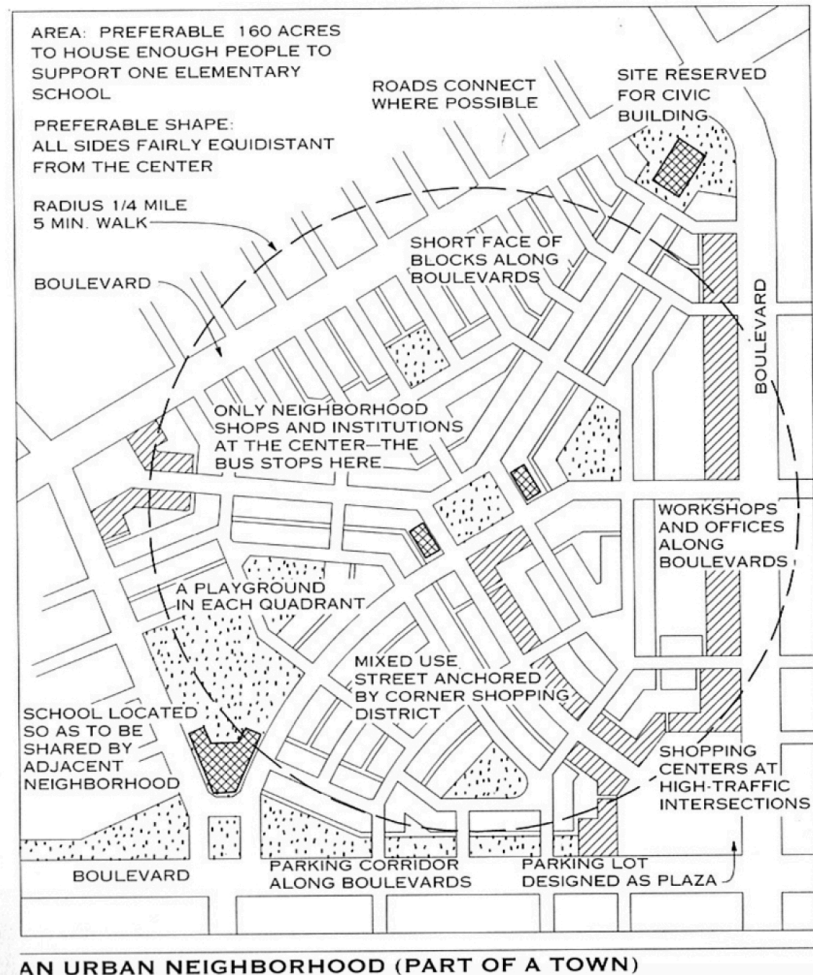 AREA: PREFERABLE 160 ACRES
TO HOUSE ENOUGH PEOPLE TO
SUPPORT ONE ELEMENTARY
SCHOOL
PREFERABLE SHAPE:
ALL SIDES FAIRLY EQUIDISTANT
FROM THE CENTER
RADIUS 1/4 MILE
5 MIN. WALK
BOULEVARD
ROADS CONNECT
WHERE POSSIBLE
SITE RESERVED
FOR CIVIC
BUILDING
SHORT FACE OF
BLOCKS ALONG
BOULEVARDS
BOULEVARD
ONLY NEIGHBORHOOD
SHOPS AND INSTITUTIONS
AT THE CENTER—THE
BUS STOPS HERE
WORKSHOPS
AND OFFICES
ALONG
BOULEVARDS
A PLAYGROUND
IN EACH QUADRANT
MIXED USE
STREET ANCHORED
BY CORNER SHOPPING
DISTRICT
SCHOOL LOCATED
SO AS TO BE
SHARED BY
ADJACENT
NEIGHBORHOOD
SHOPPING
CENTERS AT
HIGH-TRAFFIC
INTERSECTIONS
BOULEVARD
PARKING CORRIDOR
ALONG BOULEVARDS
PARKING LOT
DESIGNED AS PLAZA
AN URBAN NEIGHBORHOOD (PART OF A TOWN)